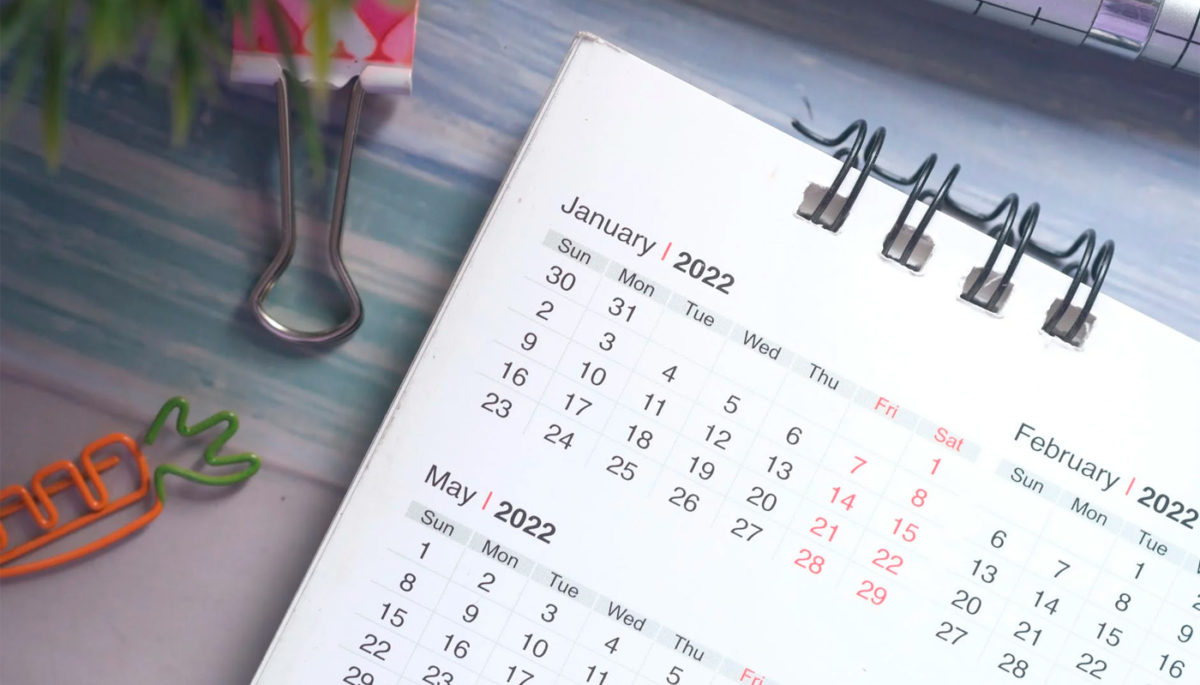 January | 2022
Sun Mon Tue Wed Thu Fri Sat
30 31 1
2 3 4 5 6 7 8
9 10 11 12 13 14 15
16 17 18 19 20 21 22
23 24 25 26 27 28 29
February | 2022
Sun Mon Tue
1
6 7 8 9
13 14 15 16
20 21 22
27 28
May | 2022
Sun Mon Tue Wed Thu Fri
1 2 3 4 5
8 9 10 11
15 16 17
22 23
29